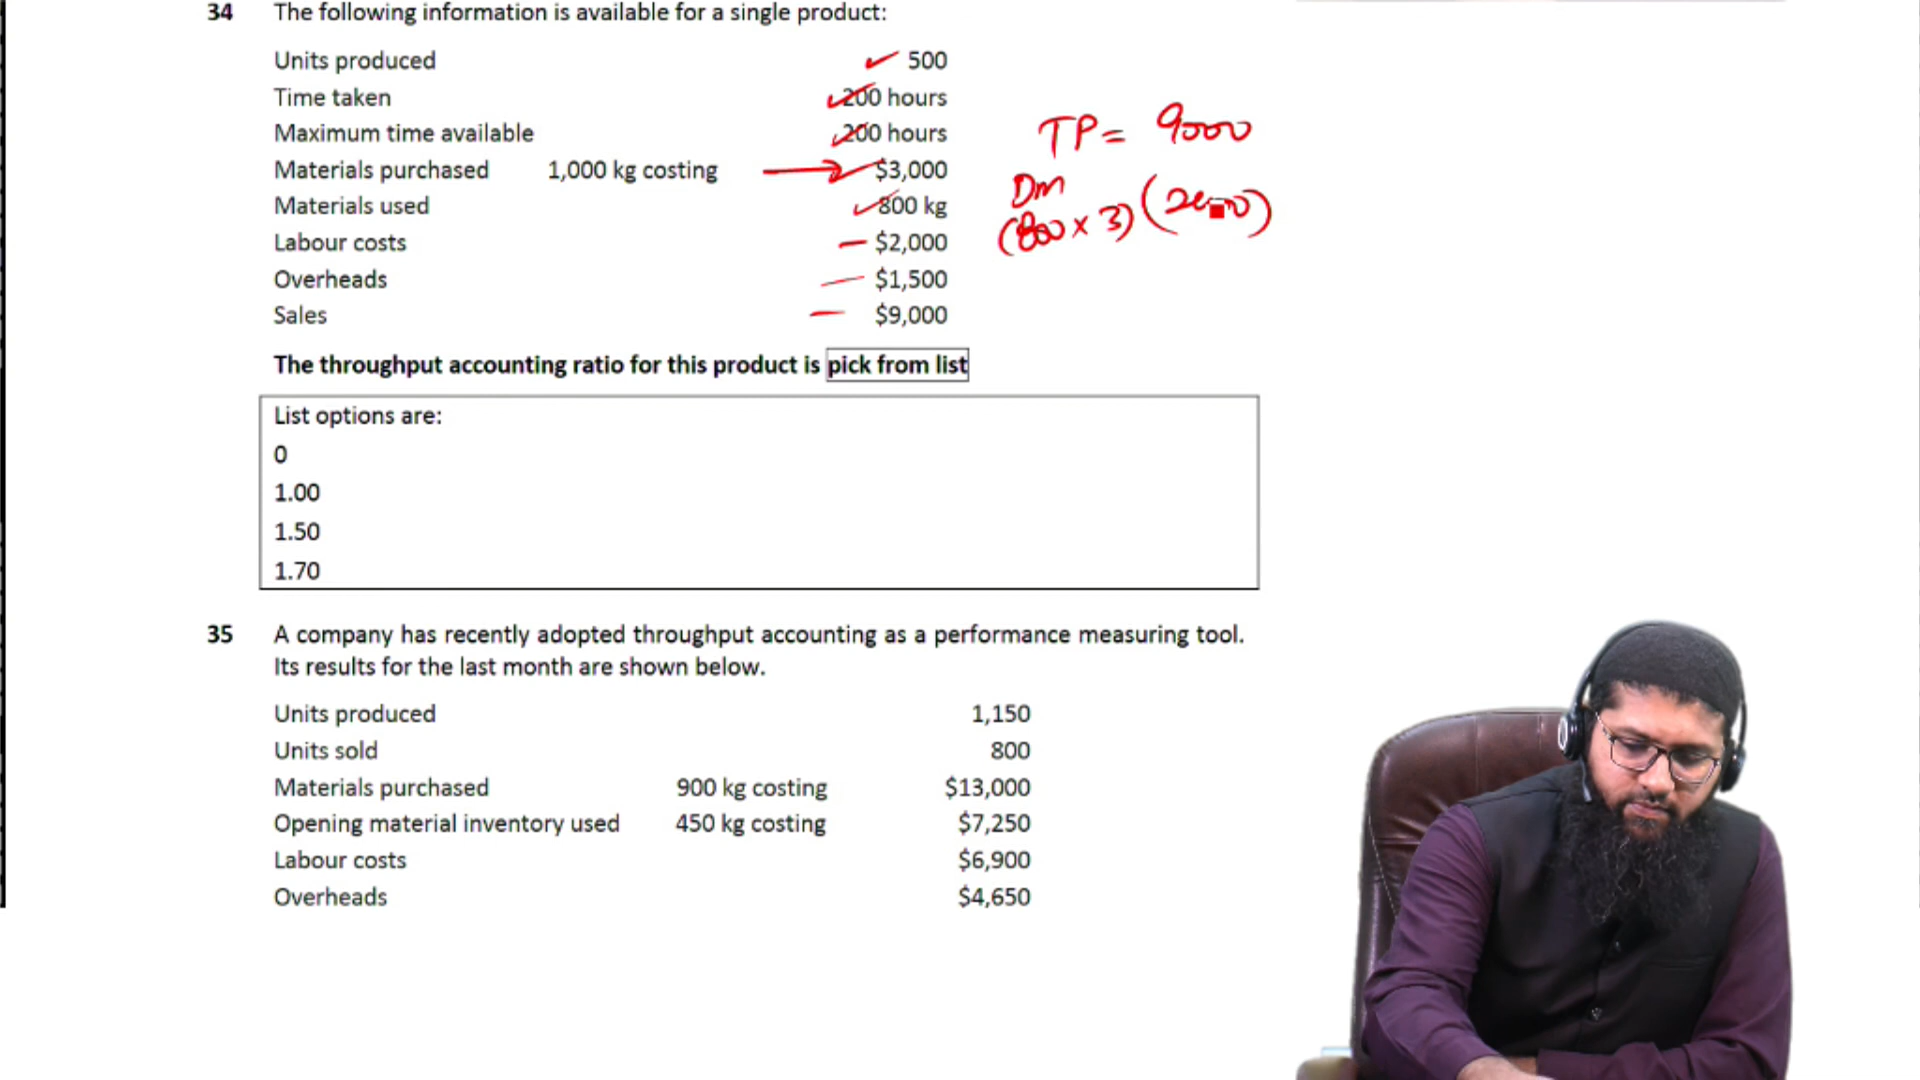 34 The following information is available for a single product:
Units produced 500
Time taken 200 hours
Maximum time available 200 hours
Materials purchased 1,000 kg costing $3,000
Materials used 800 kg
Labour costs $2,000
Overheads $1,500
Sales $9,000
TP = 9000
DM
(800 x 3)
The throughput accounting ratio for this product is pick from list
List options are:
0
1.00
1.50
1.70
35 A company has recently adopted throughput accounting as a performance measuring tool.
Its results for the last month are shown below.
Units produced 1,150
Units sold 800
Materials purchased 900 kg costing $13,000
Opening material inventory used 450 kg costing $7,250
Labour costs $6,900
Overheads $4,650